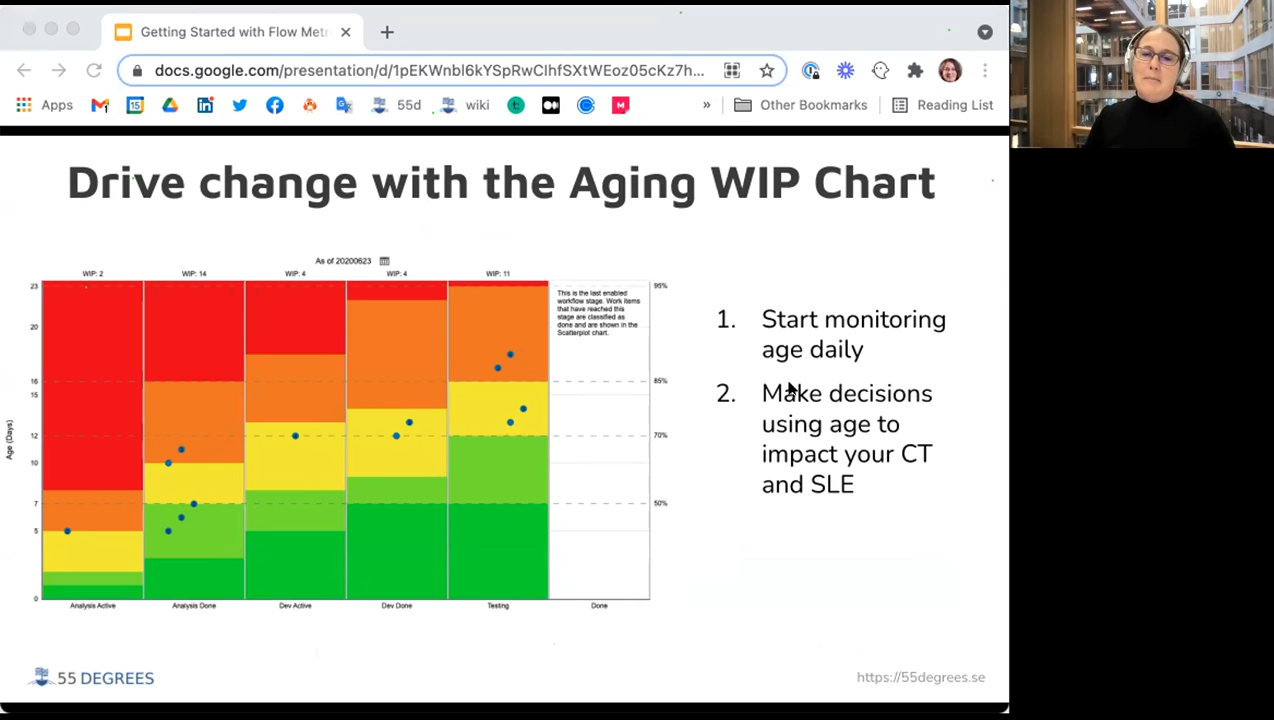 Getting Started with Flow Metr
docs.google.com/presentation/d/1pEKWnbl6kYSpRwClhfSXtWEoz05cKz7h...
Apps 55d wiki » Other Bookmarks Reading List
Drive change with the Aging WIP Chart
As of 20200623
WIP: 2 WIP: 14 WIP: 4 WIP: 4 WIP: 11
23 95%
This is the last enabled
workflow stage. Work items
that have reached this
stage are classified as
done and are shown in the
Scatterplot chart.
20
16 85%
15
12 70%
10
7 50%
5
0
Age (Days)
Analysis Active Analysis Done Dev Active Dev Done Testing Done
1. Start monitoring
age daily
2. Make decisions
using age to
impact your CT
and SLE
55 DEGREES
https://55degrees.se